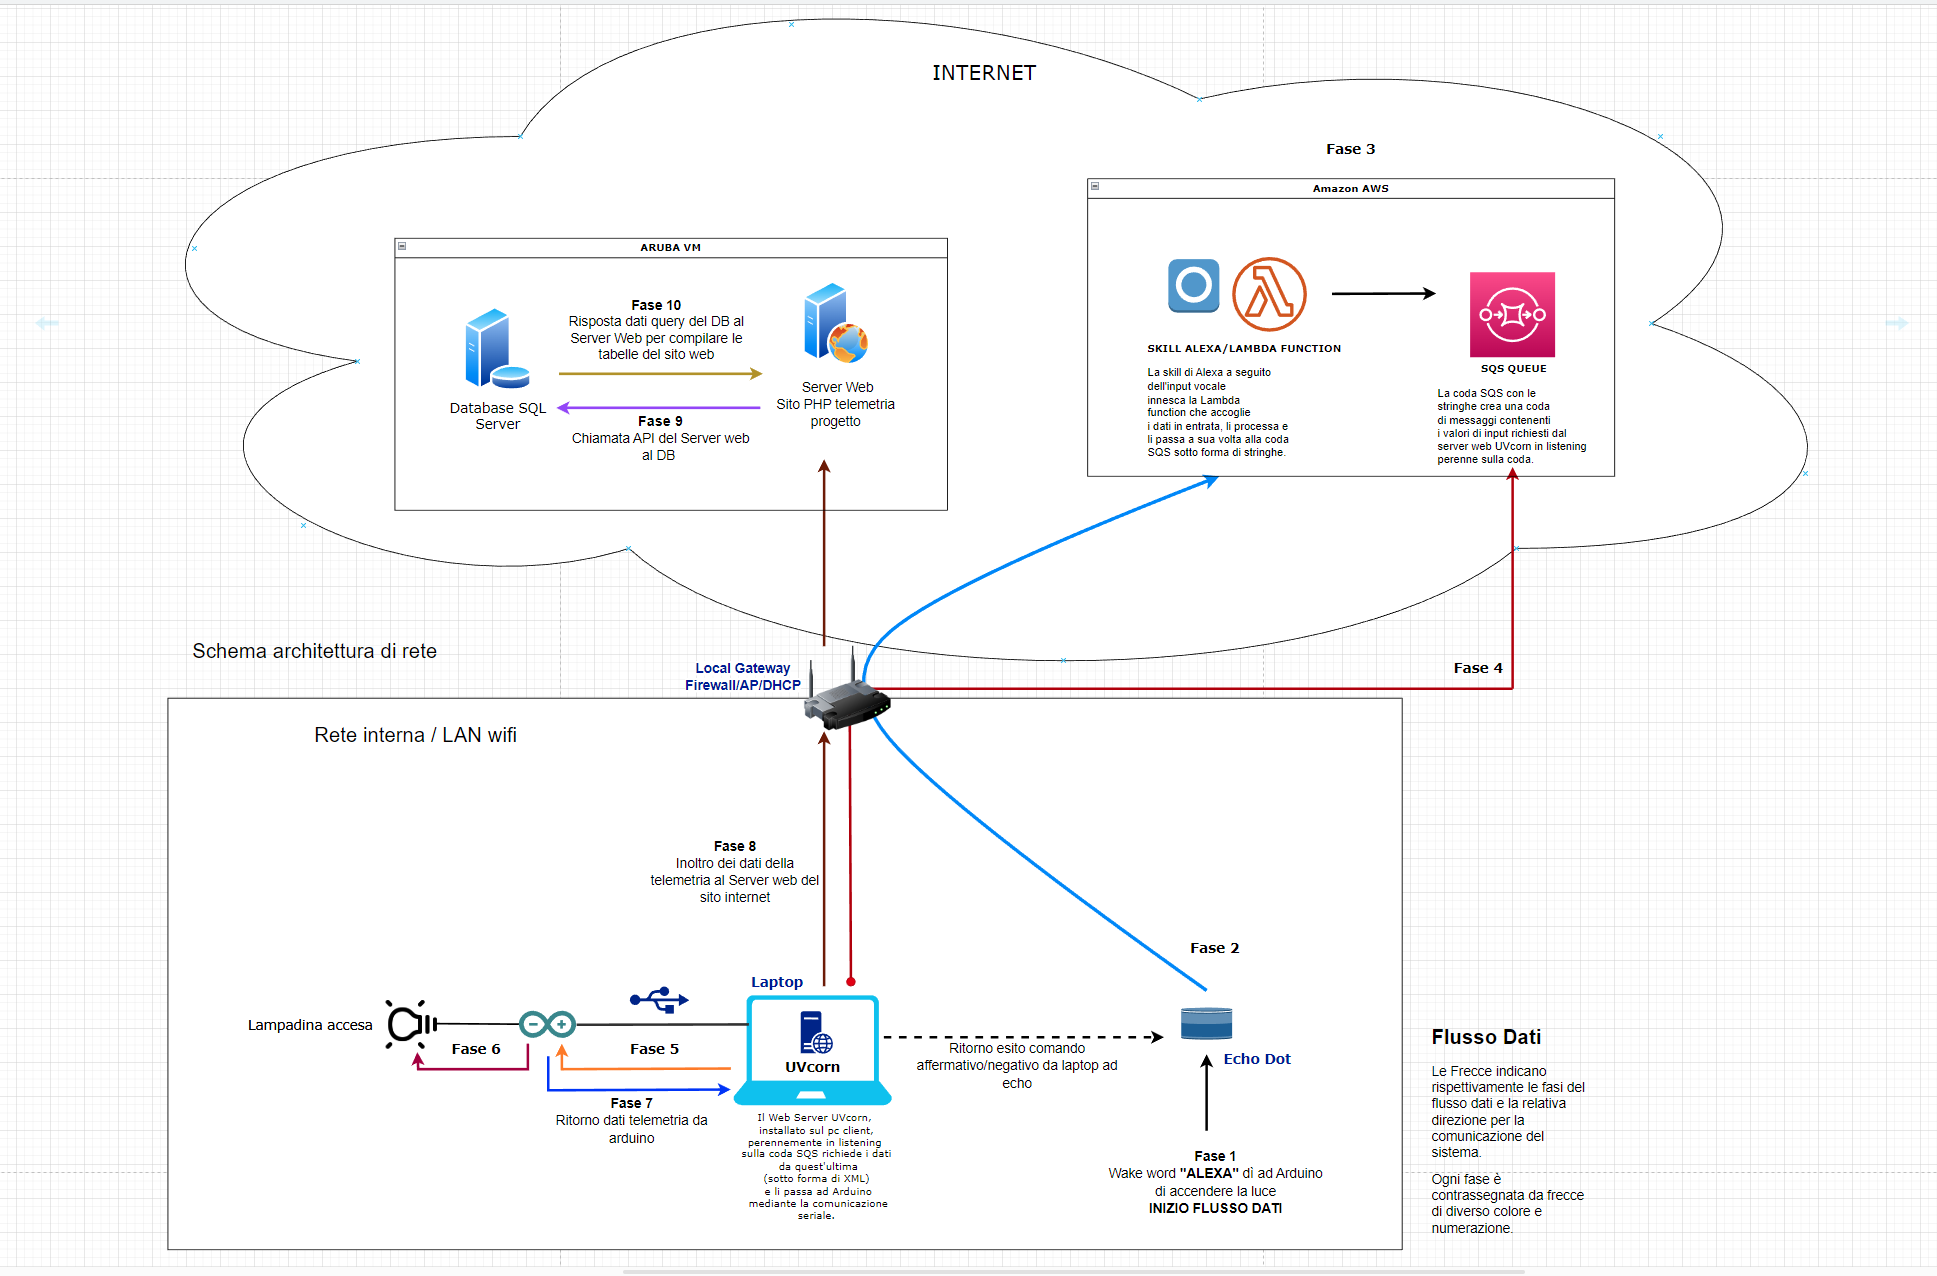 INTERNET
Fase 3
Amazon AWS
ARUBA VM
Fase 10
Risposta dati query del DB al
Server Web per compilare le
tabelle del sito web
Database SQL
Server
Fase 9
Chiamata API del Server web
al DB
Server Web
Sito PHP telemetria
progetto
SKILL ALEXA/LAMBDA FUNCTION
La skill di Alexa a seguito
dell'input vocale
innesca la Lambda
function che accoglie
i dati in entrata, li processa e
li passa a sua volta alla coda
SQS sotto forma di stringhe.
SQS QUEUE
La coda SQS con le
stringhe crea una coda
di messaggi contenenti
i valori di input richiesti dal
server web UVcorn in listening
perenne sulla coda.
Schema architettura di rete
Local Gateway
Firewall/AP/DHCP
Fase 4
Rete interna / LAN wifi
Fase 8
Inoltro dei dati della
telemetria al Server web del
sito internet
Fase 2
Laptop
Lampadina accesa
Fase 6
Fase 5
UVcorn
Fase 7
Ritorno dati telemetria da
arduino
Il Web Server UVcorn,
installato sul pc client,
perennemente in listening
sulla coda SQS richiede i dati
da quest'ultima
(sotto forma di XML)
e li passa ad Arduino
mediante la comunicazione
seriale.
Ritorno esito comando
affermativo/negativo da laptop ad
echo
Echo Dot
Fase 1
Wake word "ALEXA" dì ad Arduino
di accendere la luce
INIZIO FLUSSO DATI
Flusso Dati
Le Frecce indicano
rispettivamente le fasi del
flusso dati e la relativa
direzione per la
comunicazione del
sistema.
Ogni fase è
contrassegnata da frecce
di diverso colore e
numerazione.